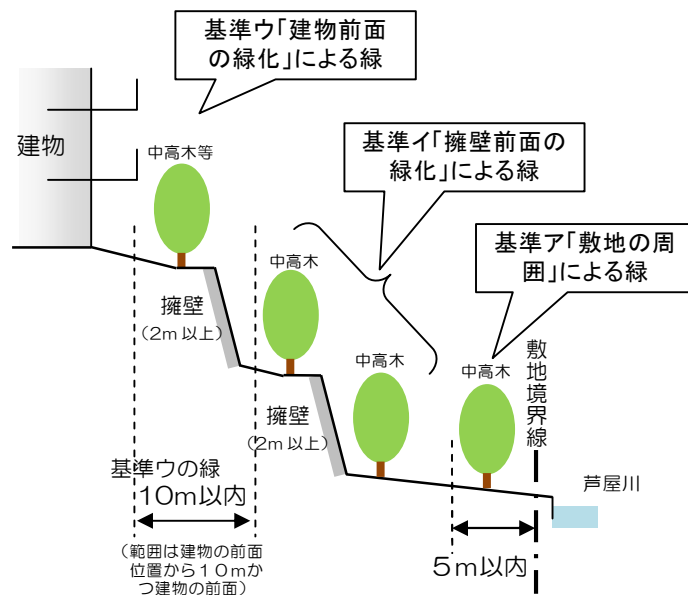 基準ウ「建物前面
の緑化」による緑
建物
中高木等
基準イ「擁壁前面の
緑化」による緑
基準ア「敷地の周
囲」による緑
中高木
擁壁
(2m以上)
中高木
中高木
敷地境界線
擁壁
(2m以上)
基準ウの緑
10m以内
芦屋川
(範囲は建物の前面
位置から10mか
つ建物の前面)
5m以内